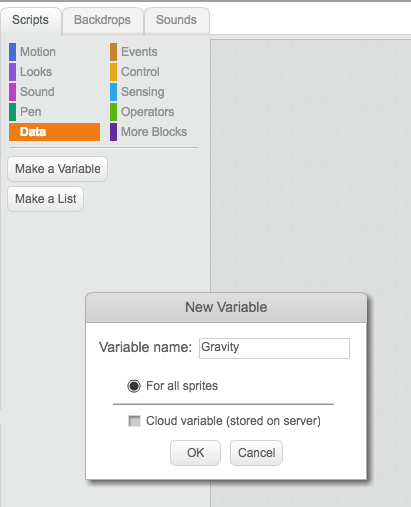 Scripts Backdrops Sounds
Motion Events
Looks Control
Sound Sensing
Pen Operators
Data More Blocks
Make a Variable
Make a List
New Variable
Variable name: Gravity
For all sprites
Cloud variable (stored on server)
OK Cancel